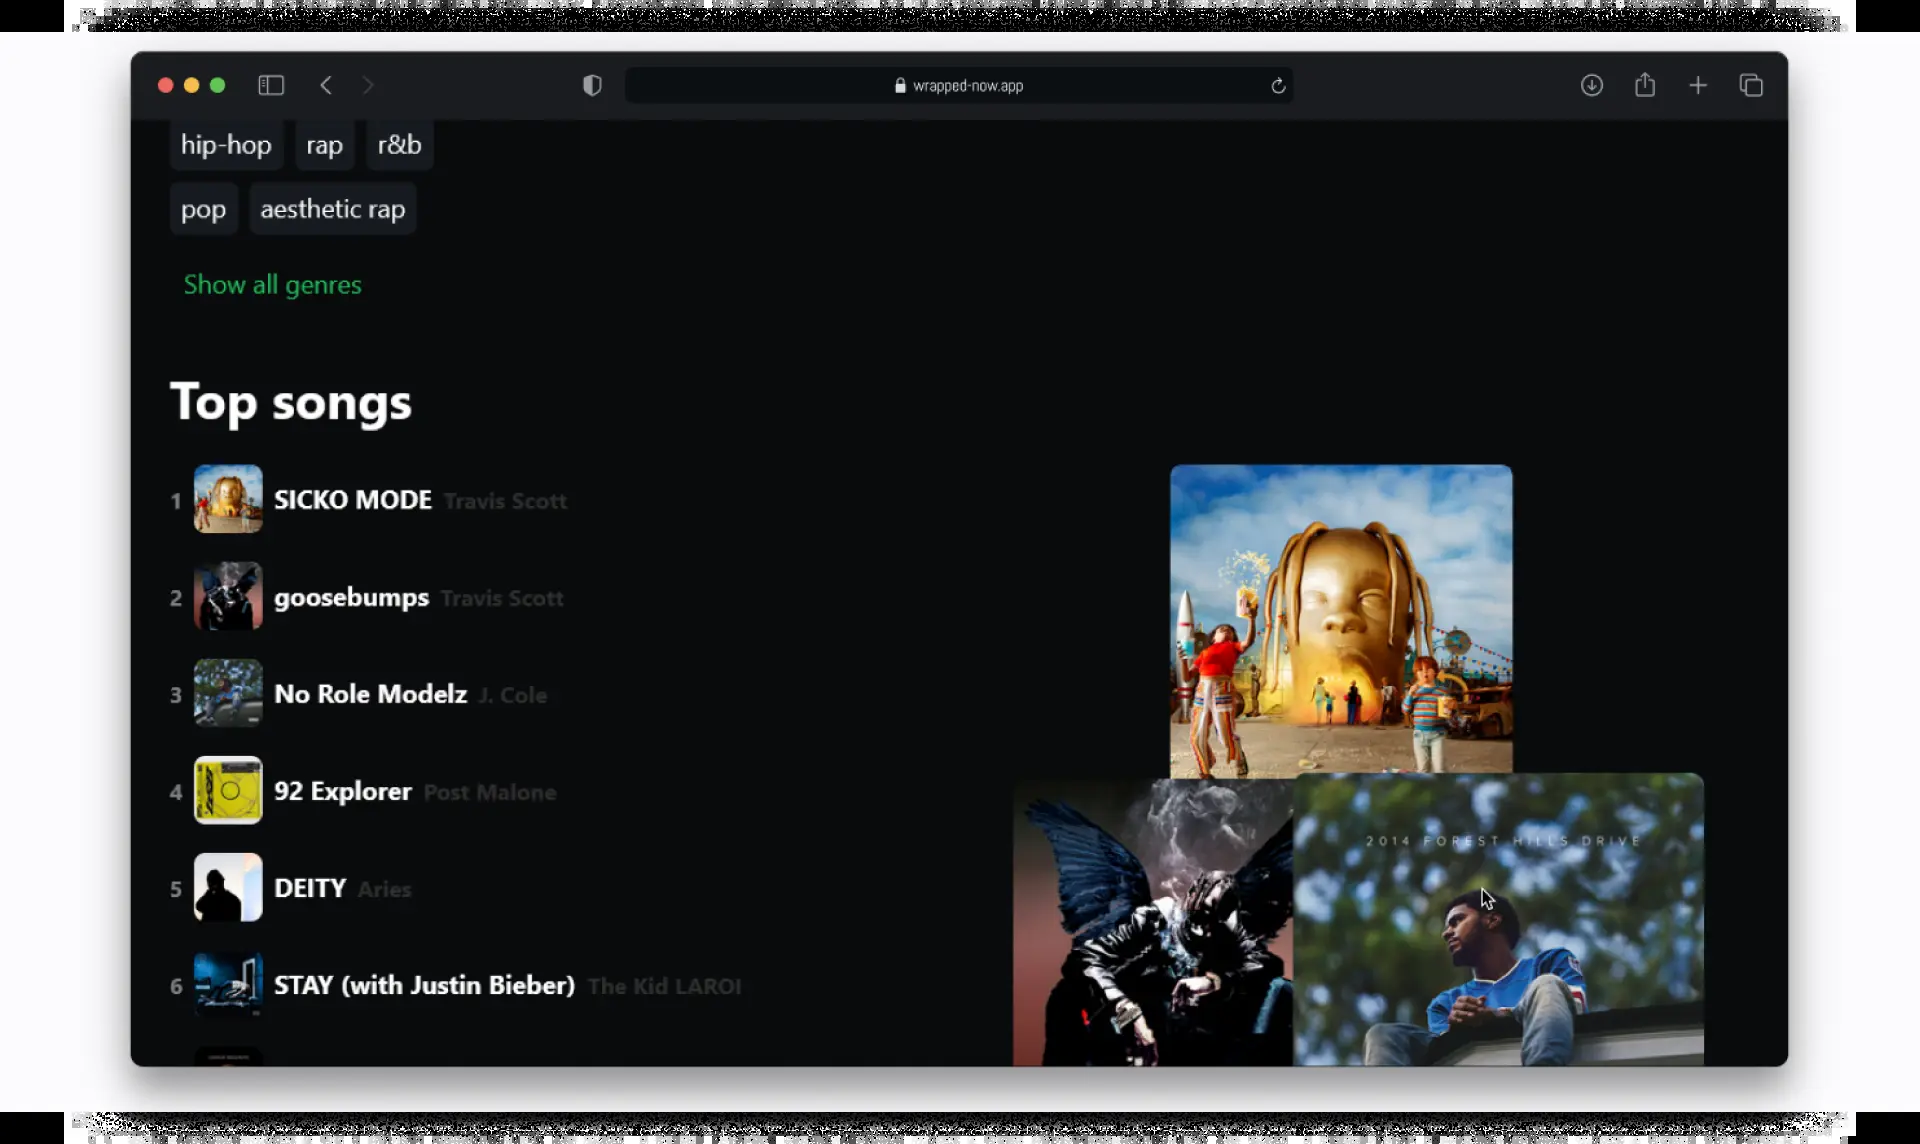 wrapped-now.app
hip-hop rap r&b
pop aesthetic rap
Show all genres
Top songs
1 SICKO MODE Travis Scott
2 goosebumps Travis Scott
3 No Role Modelz J. Cole
4 92 Explorer Post Malone
5 DEITY Aries
6 STAY (with Justin Bieber) The Kid LAROI
2014 FOREST HILLS DRIVE